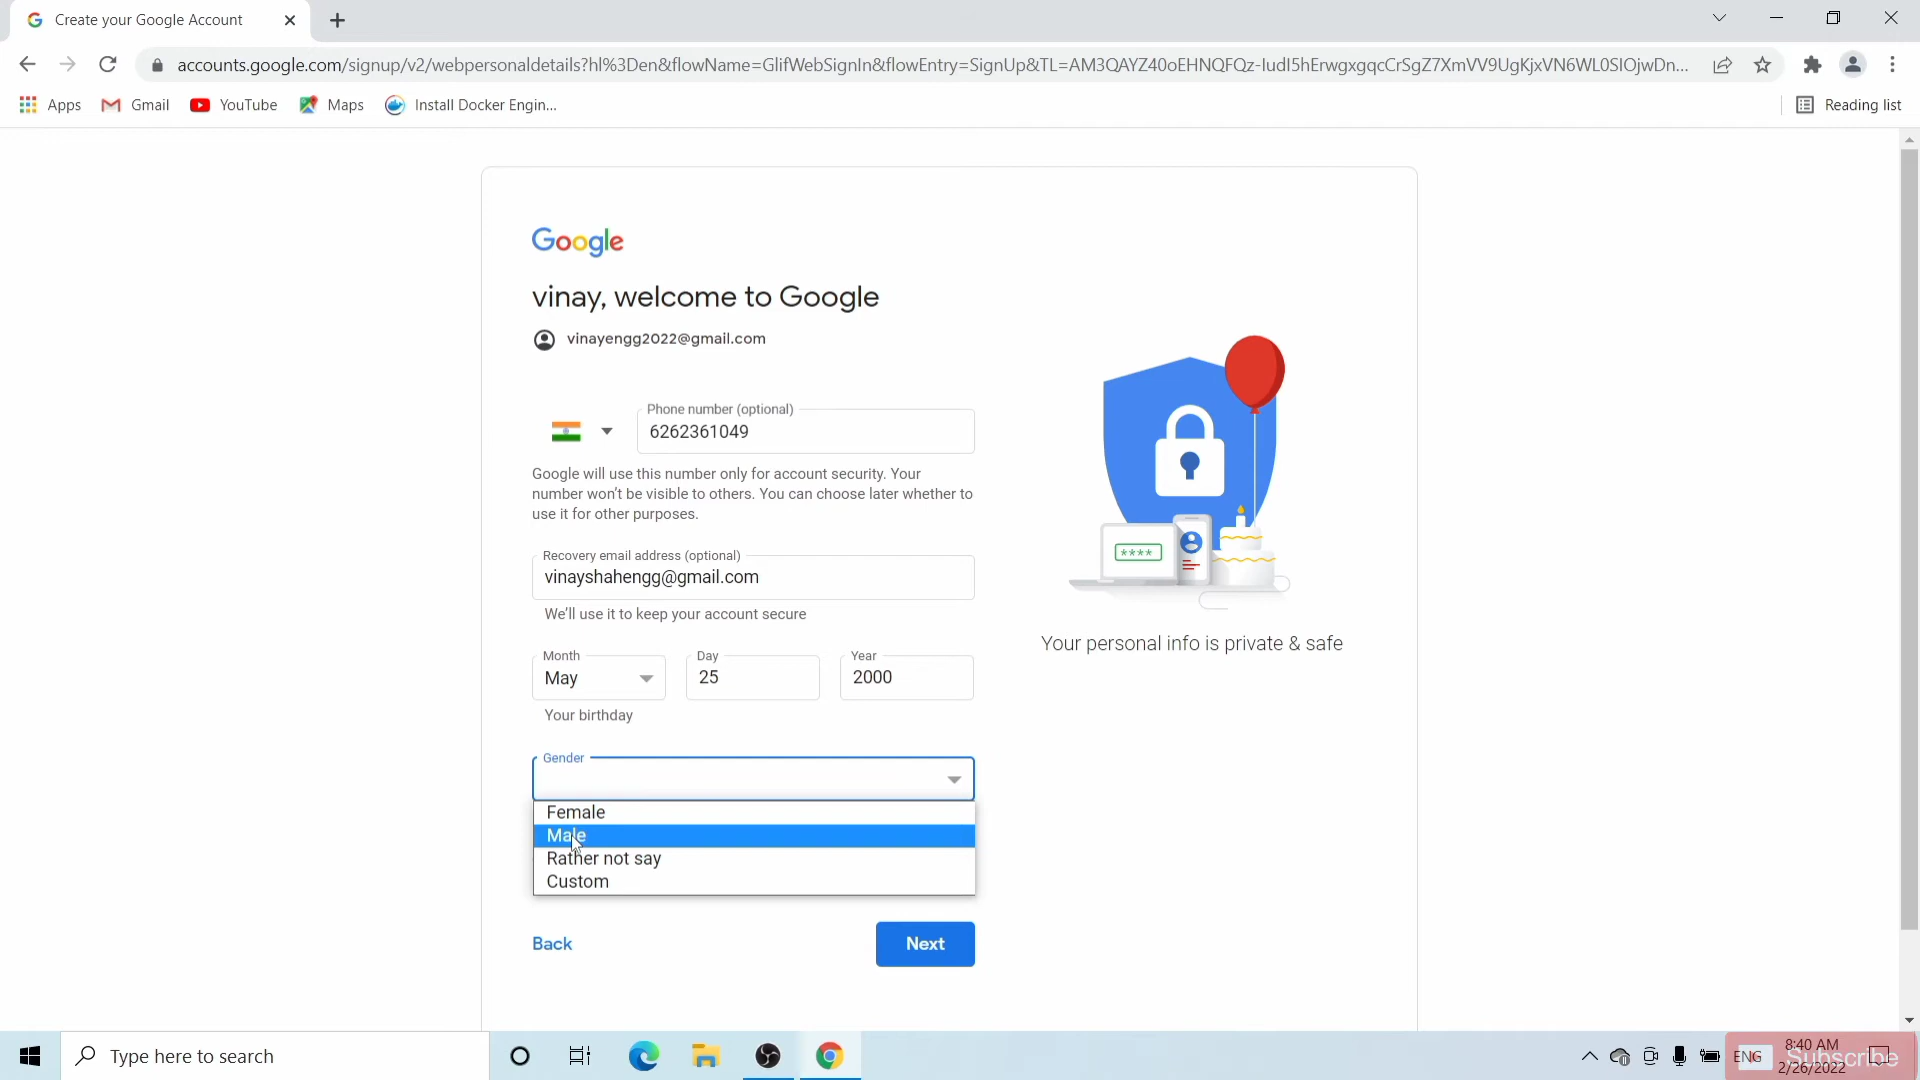 Create your Google Account
accounts.google.com/signup/v2/webpersonaldetails?hl%3Den&flowName=GlifWebSignIn&flowEntry=SignUp&TL=AM3QAYZ40oEHNQFQz-Iudl5hErwgxgqcCrSgZ7XmVV9UgKjxVN6WL0SIOjwDn...
Apps Gmail YouTube Maps Install Docker Engin... Reading list
Google
vinay, welcome to Google
vinayengg2022@gmail.com
Phone number (optional)
6262361049
Google will use this number only for account security. Your
number won't be visible to others. You can choose later whether to
use it for other purposes.
Recovery email address (optional)
vinayshahengg@gmail.com
We'll use it to keep your account secure
****
Your personal info is private & safe
Month Day Year
May 25 2000
Your birthday
Gender
Female
Male
Rather not say
Custom
Back Next
Type here to search
ENG
8:40 AM
2/26/2022
Subscribe